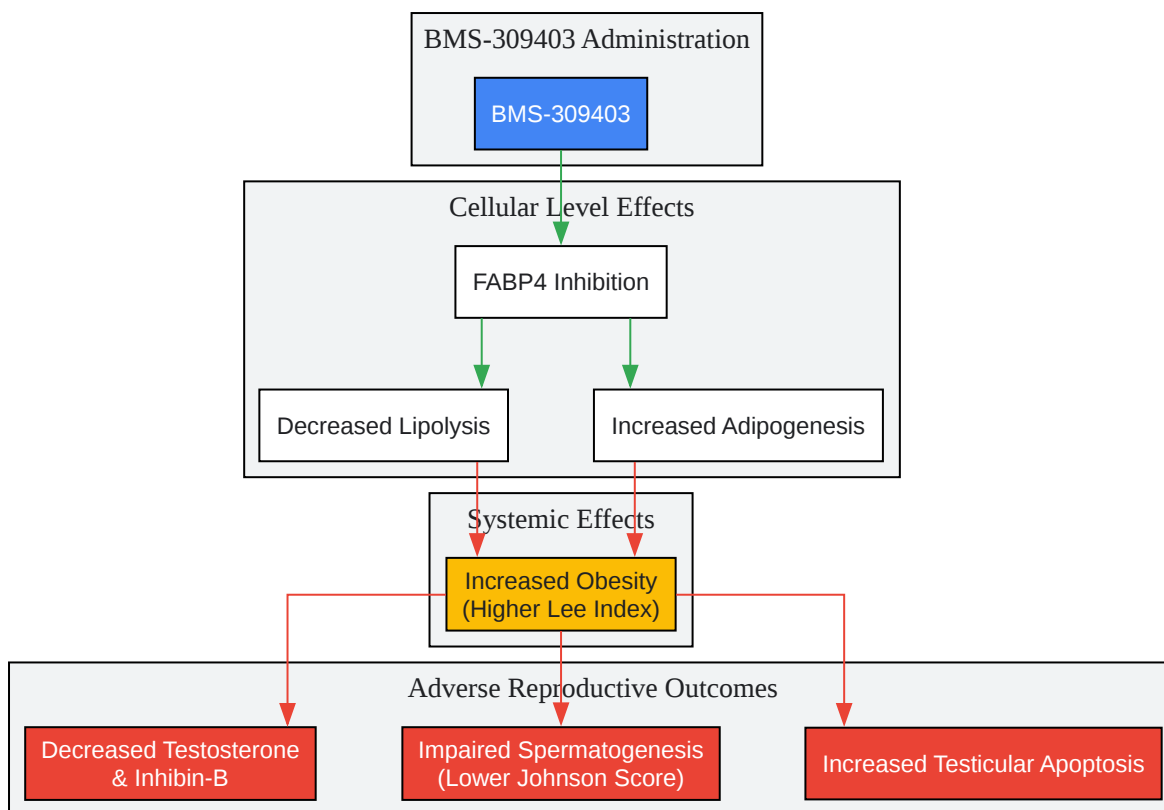 BMS-309403 Administration
BMS-309403
Cellular Level Effects
FABP4 Inhibition
Decreased Lipolysis
Increased Adipogenesis
Systemic Effects
Increased Obesity
(Higher Lee Index)
Adverse Reproductive Outcomes
Decreased Testosterone
& Inhibin-B
Impaired Spermatogenesis
(Lower Johnson Score)
Increased Testicular Apoptosis